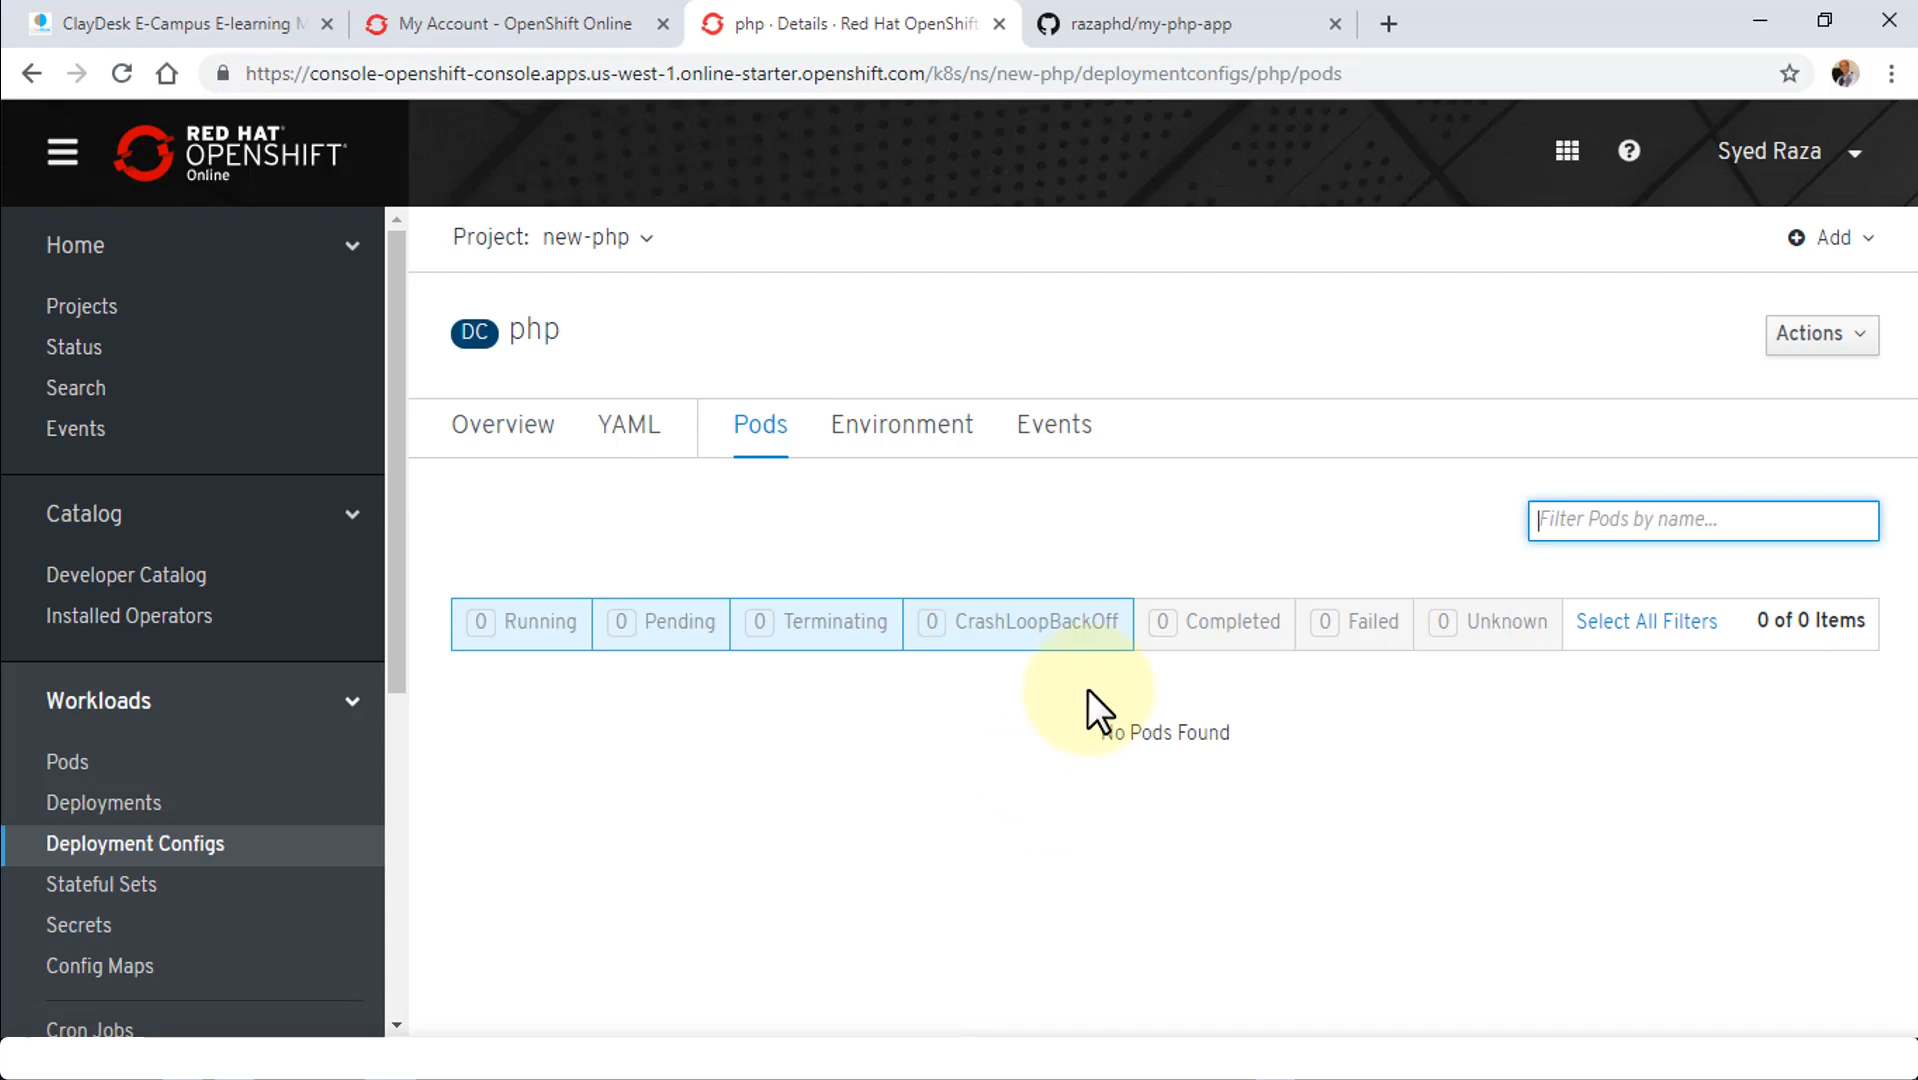 ClayDesk E-Campus E-learning M
My Account - OpenShift Online
php · Details · Red Hat OpenShift
razaphd/my-php-app
https://console-openshift-console.apps.us-west-1.online-starter.openshift.com/k8s/ns/new-php/deploymentconfigs/php/pods
RED HAT
OPENSHIFT
Online
Syed Raza
Home
Projects
Status
Search
Events
Catalog
Developer Catalog
Installed Operators
Workloads
Pods
Deployments
Deployment Configs
Stateful Sets
Secrets
Config Maps
Cron Jobs
Project: new-php
Add
DC php
Actions
Overview YAML Pods Environment Events
Filter Pods by name...
0 Running 0 Pending 0 Terminating 0 CrashLoopBackOff 0 Completed 0 Failed 0 Unknown Select All Filters 0 of 0 Items
No Pods Found